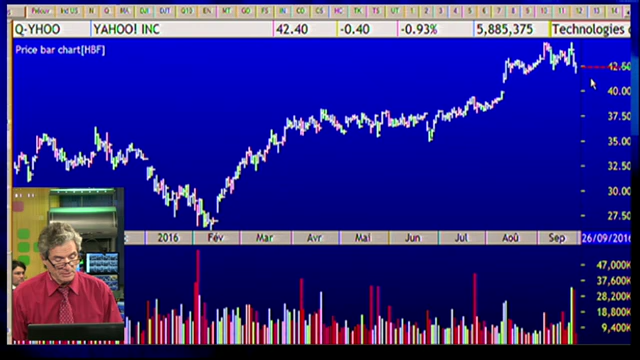 Q-YHOO YAHOO! INC 42.40 -0.40 -0.93% 5,885,375 Technologies
Price bar chart[HBF]
42.50
40.00
37.50
35.00
32.50
30.00
27.50
2016 Fév Mar Avr Mai Jun Jul Aoû Sep 26/09/2016
47,000K
37,600K
28,200K
18,800K
9,400K